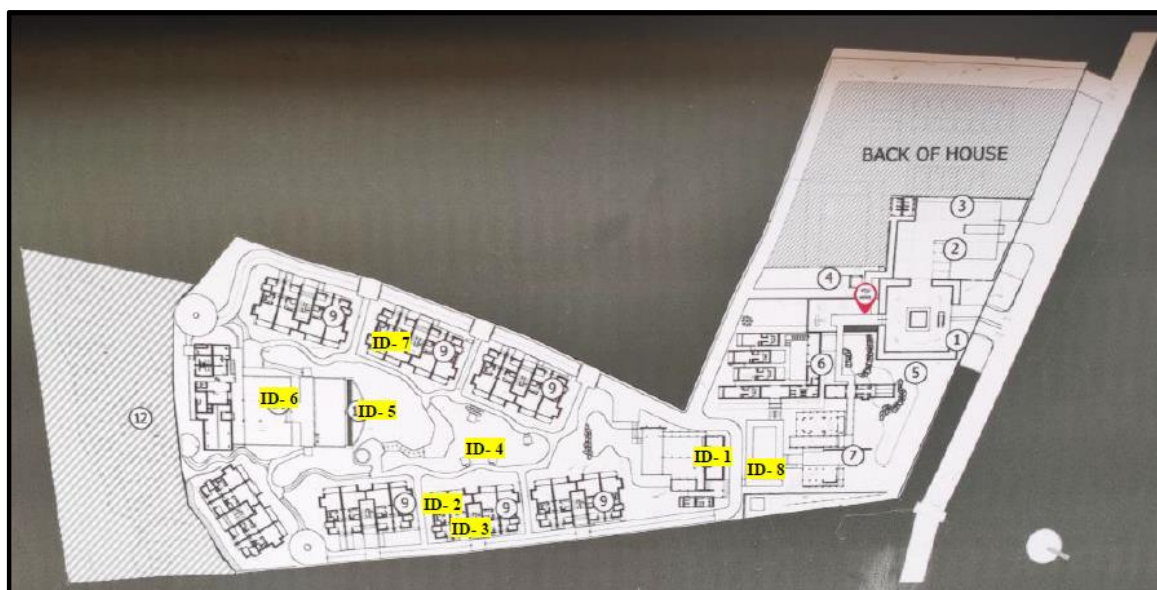 BACK OF HOUSE
3
2
4
1
9
ID- 7
9
6
5
9
ID- 6
ID- 5
12
ID- 4
ID- 1
7
ID- 8
9
ID- 2
9
9
ID- 3